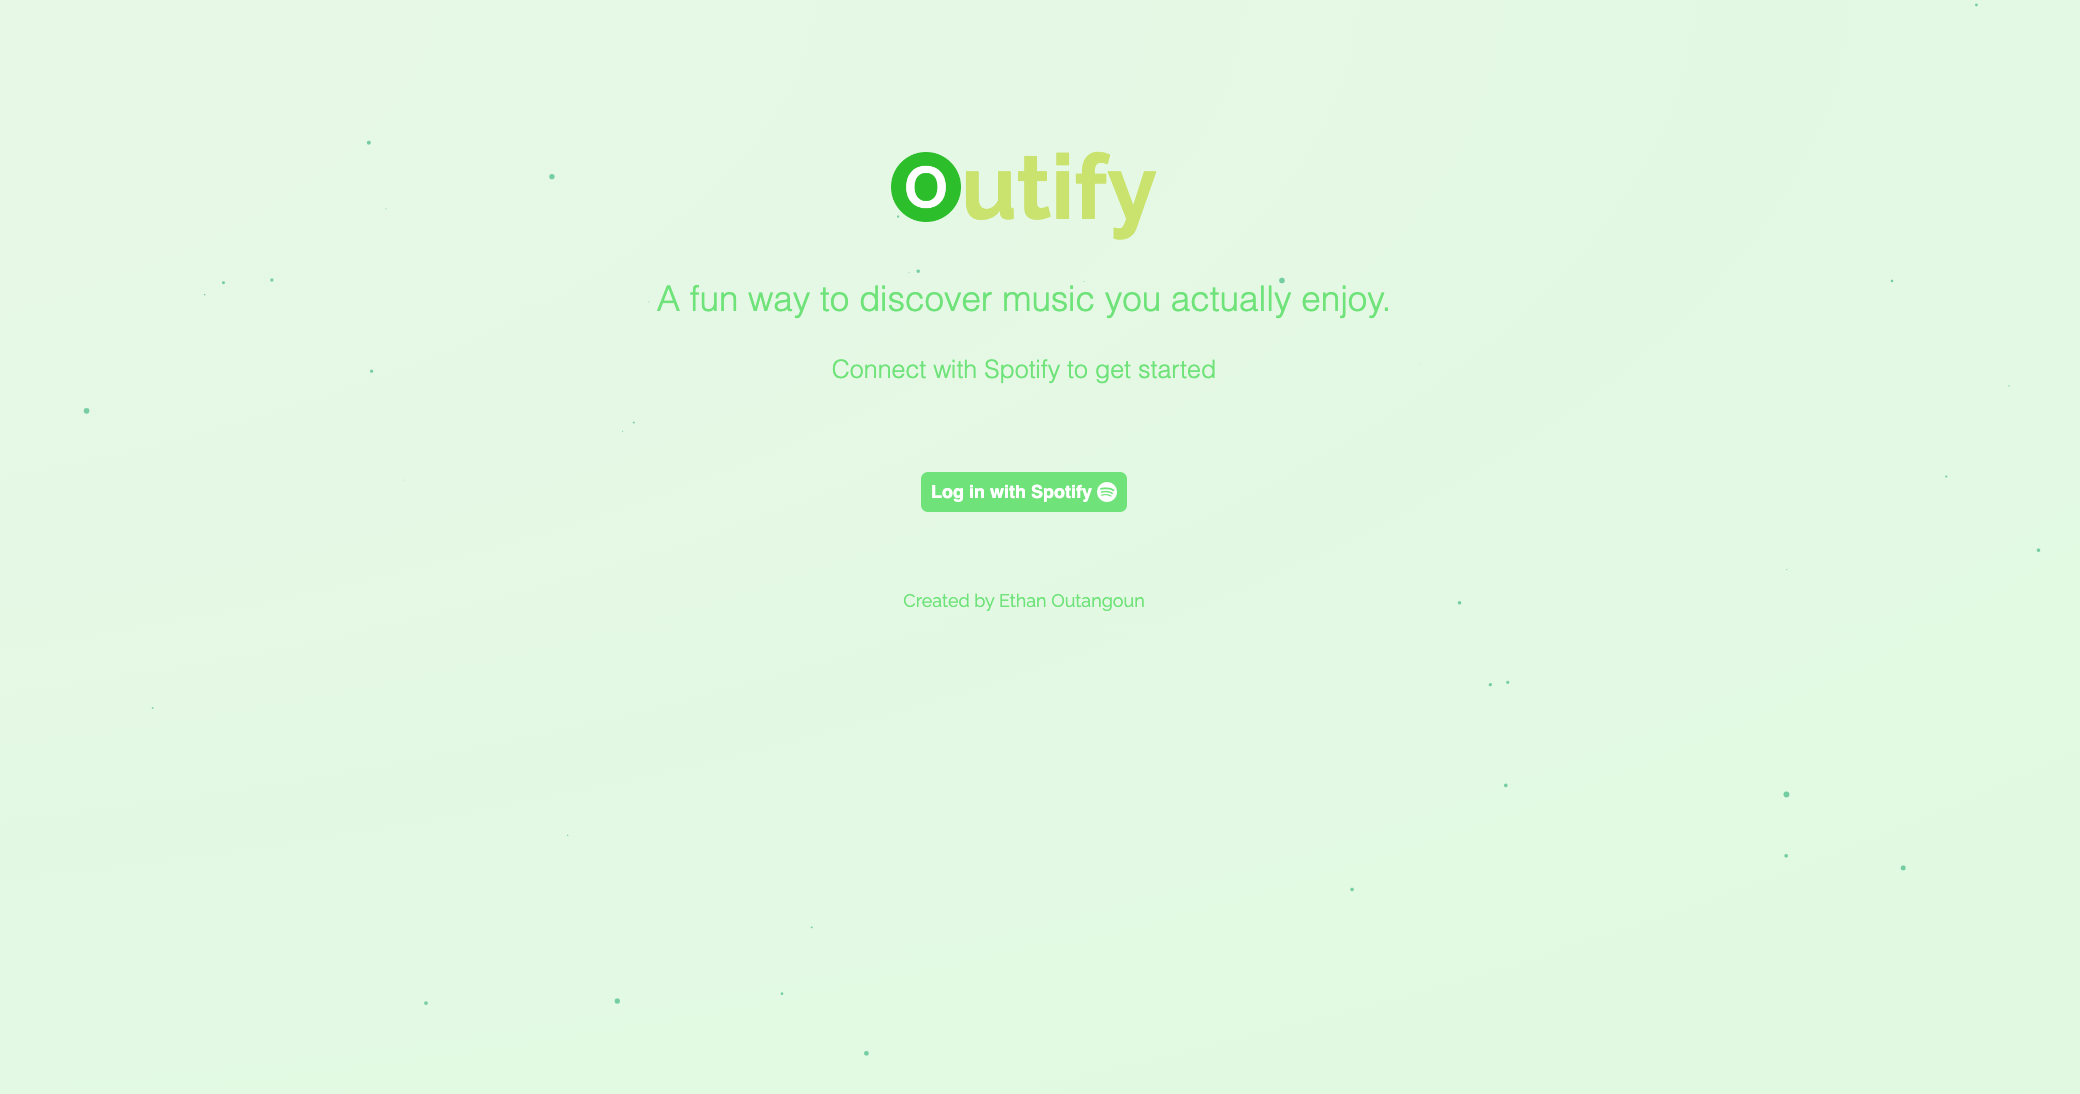 Outify
A fun way to discover music you actually enjoy.
Connect with Spotify to get started
Log in with Spotify
Created by Ethan Outangoun